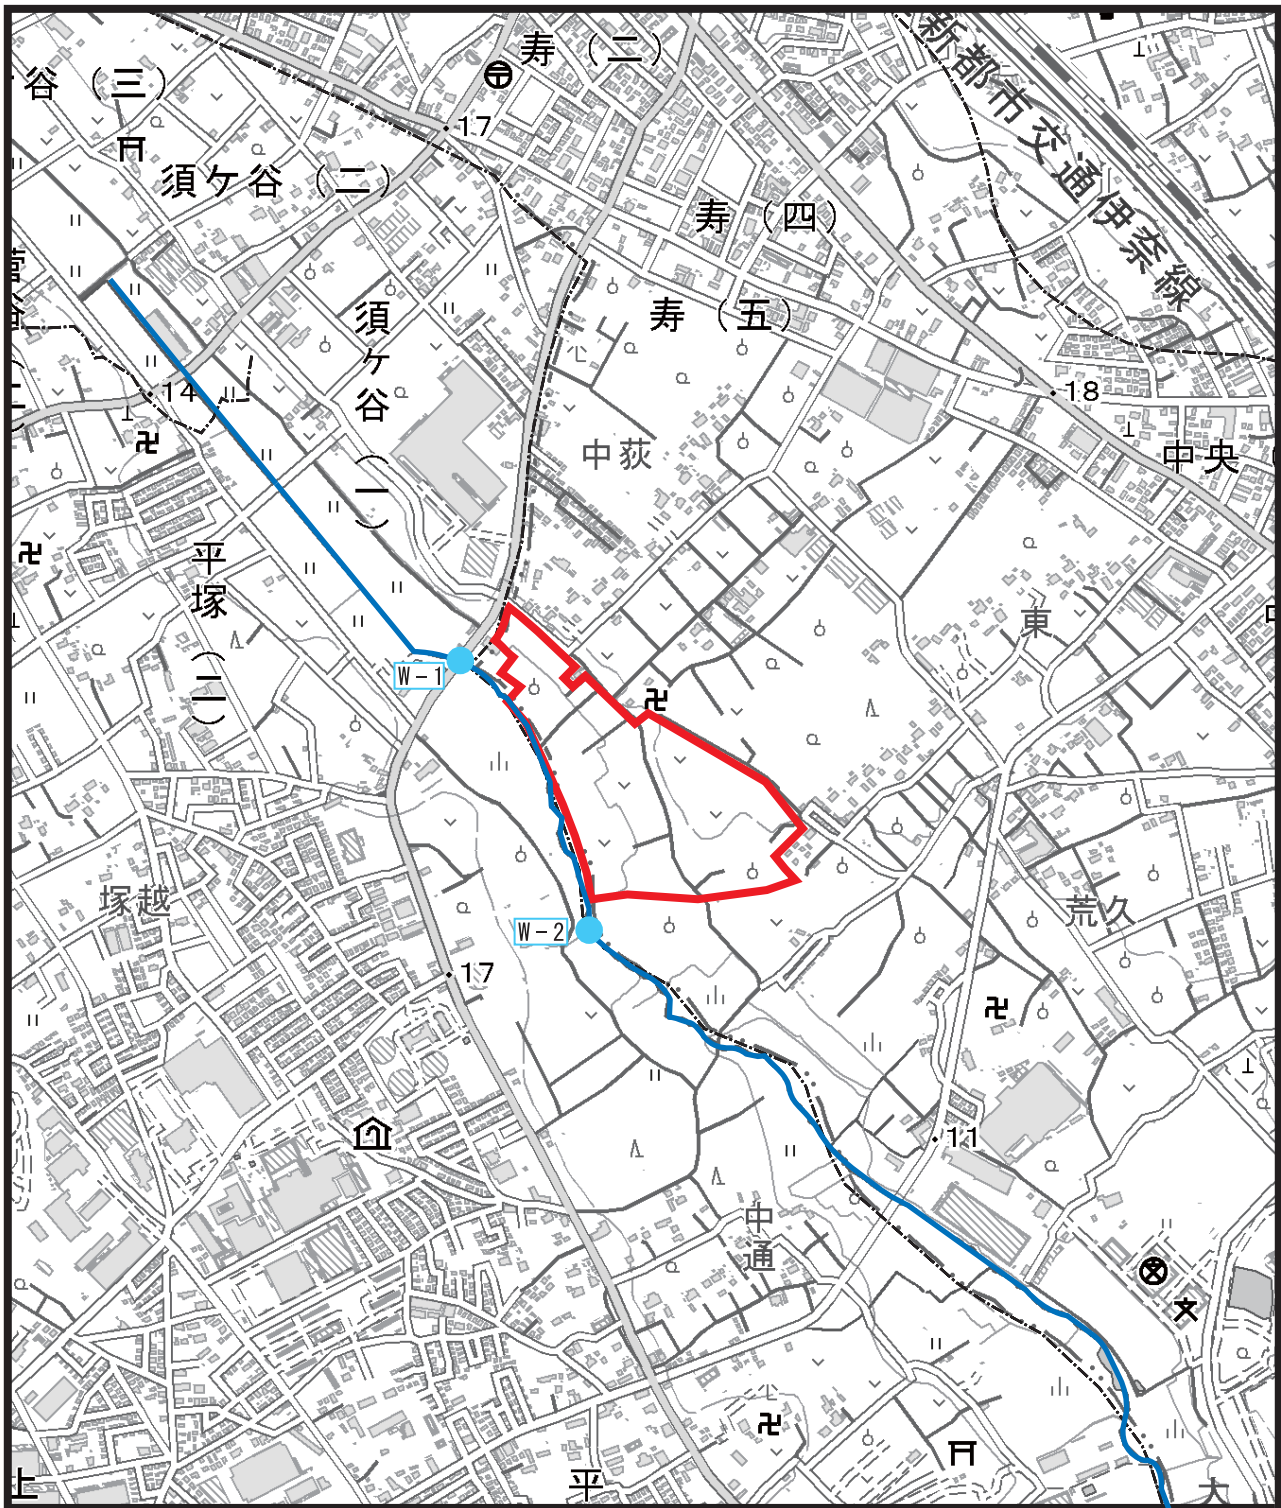 寿（二）
新都市交通伊奈線
谷（三）
17
須ケ谷（二）
寿（四）
須ケ谷（一）
寿（五）
14
18
中荻
中央
平塚（二）
東
W-1
塚越
荒久
W-2
17
11
中通
上
平